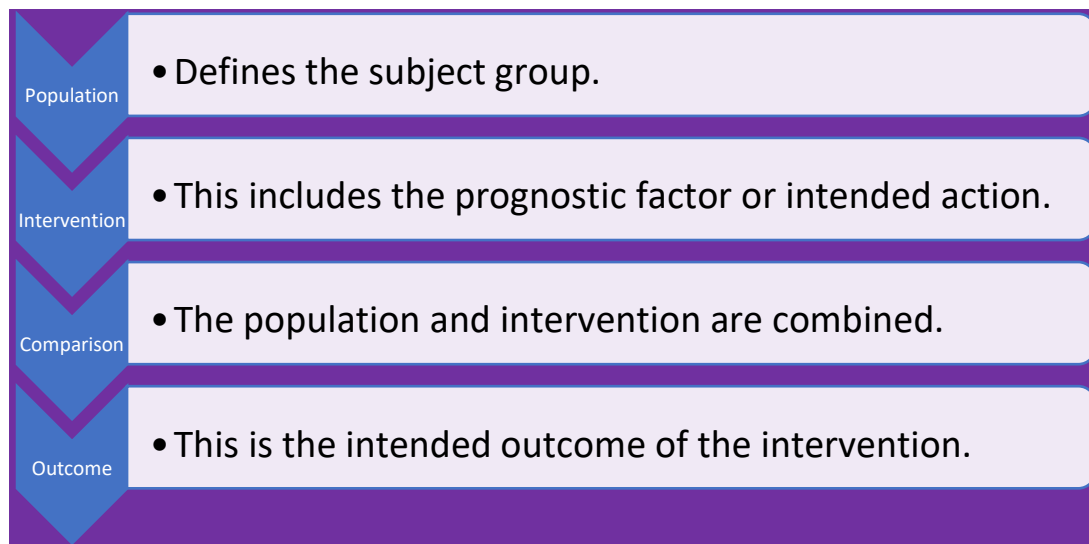 Population
• Defines the subject group.
Intervention
• This includes the prognostic factor or intended action.
Comparison
• The population and intervention are combined.
Outcome
• This is the intended outcome of the intervention.